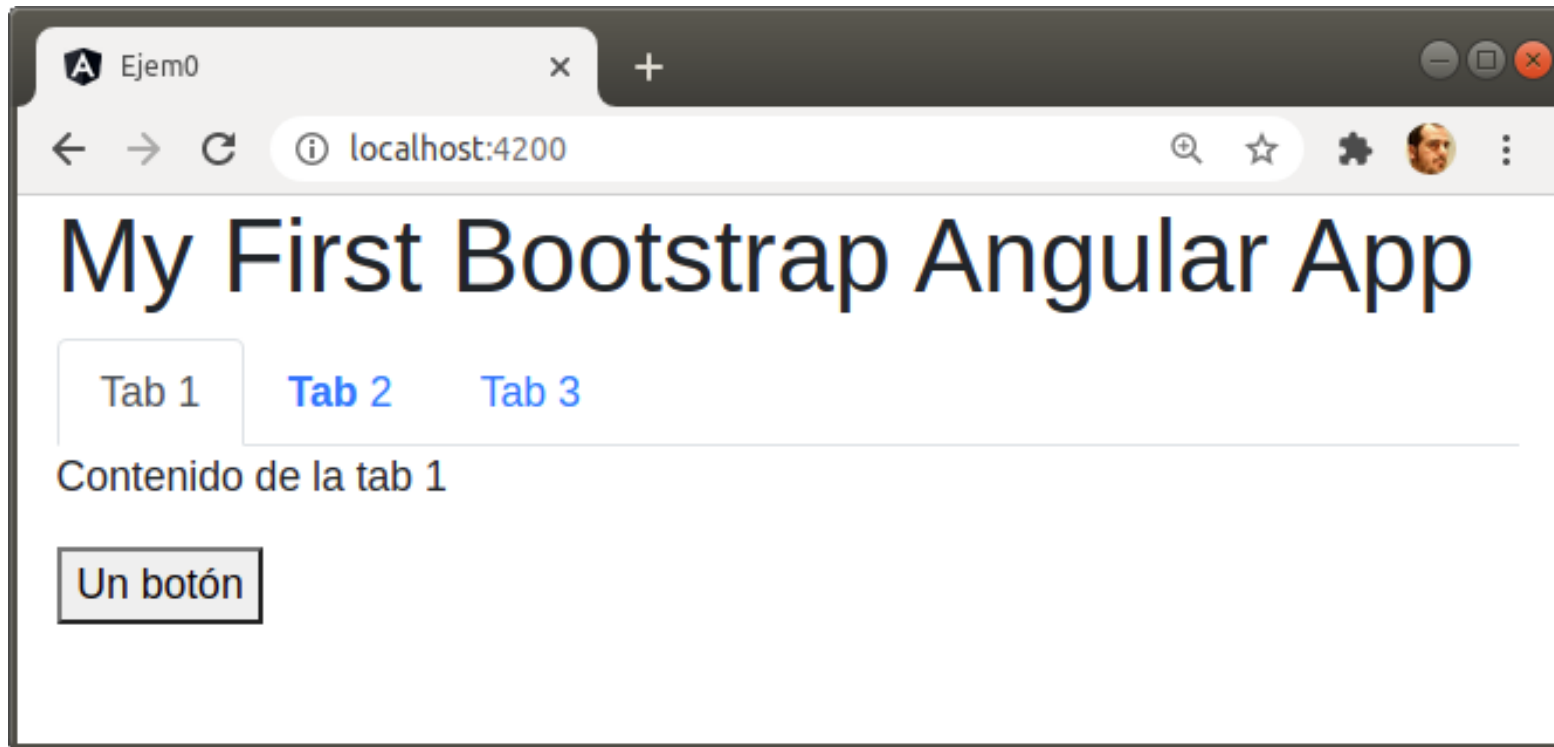 Ejem0
localhost:4200
My First Bootstrap Angular App
Tab 1 Tab 2 Tab 3
Contenido de la tab 1
Un botón